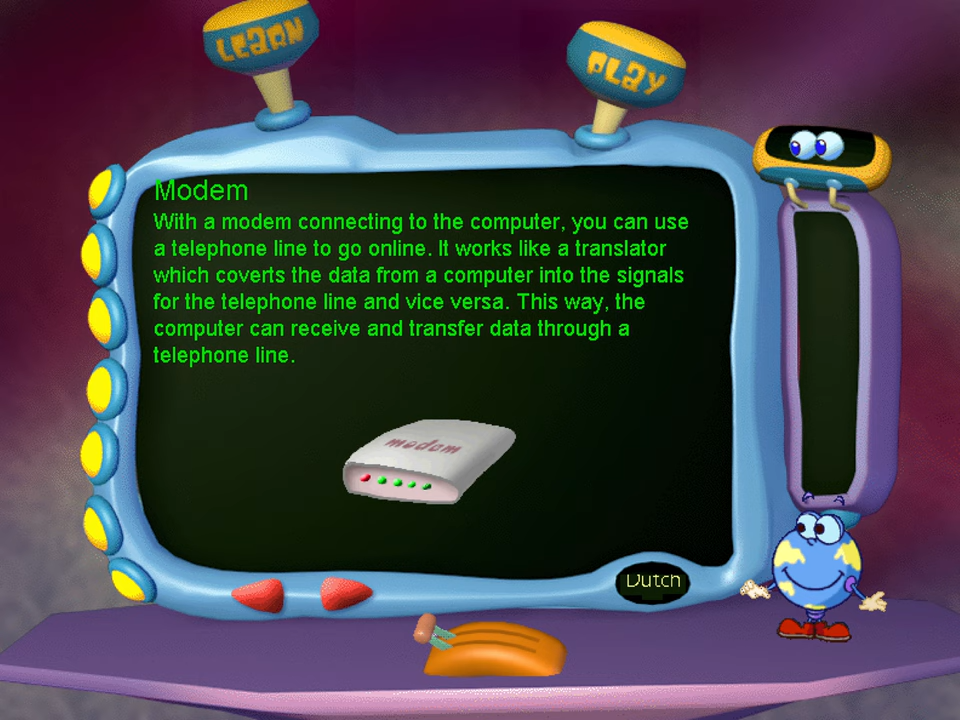 LEARN
PLAY
Modem
With a modem connecting to the computer, you can use
a telephone line to go online. It works like a translator
which coverts the data from a computer into the signals
for the telephone line and vice versa. This way, the
computer can receive and transfer data through a
telephone line.
modem
Dutch